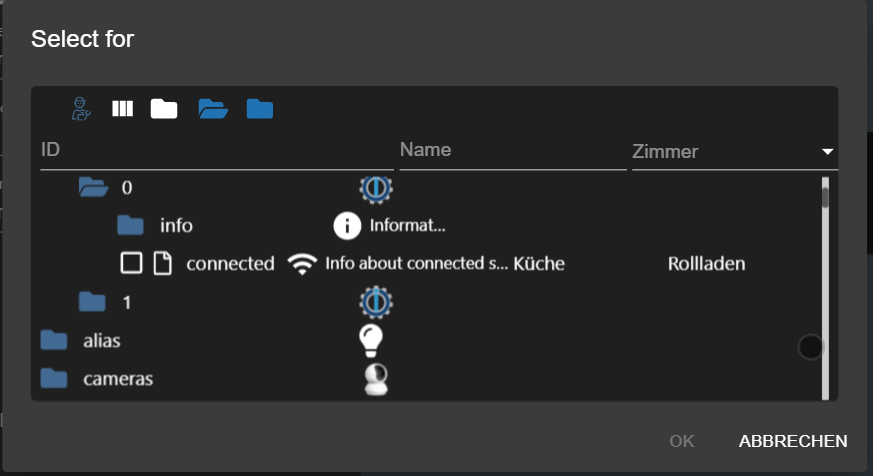 Select for
ID Name Zimmer
0
info Informat...
connected Info about connected s... Küche Rollladen
1
alias
cameras
OK ABBRECHEN